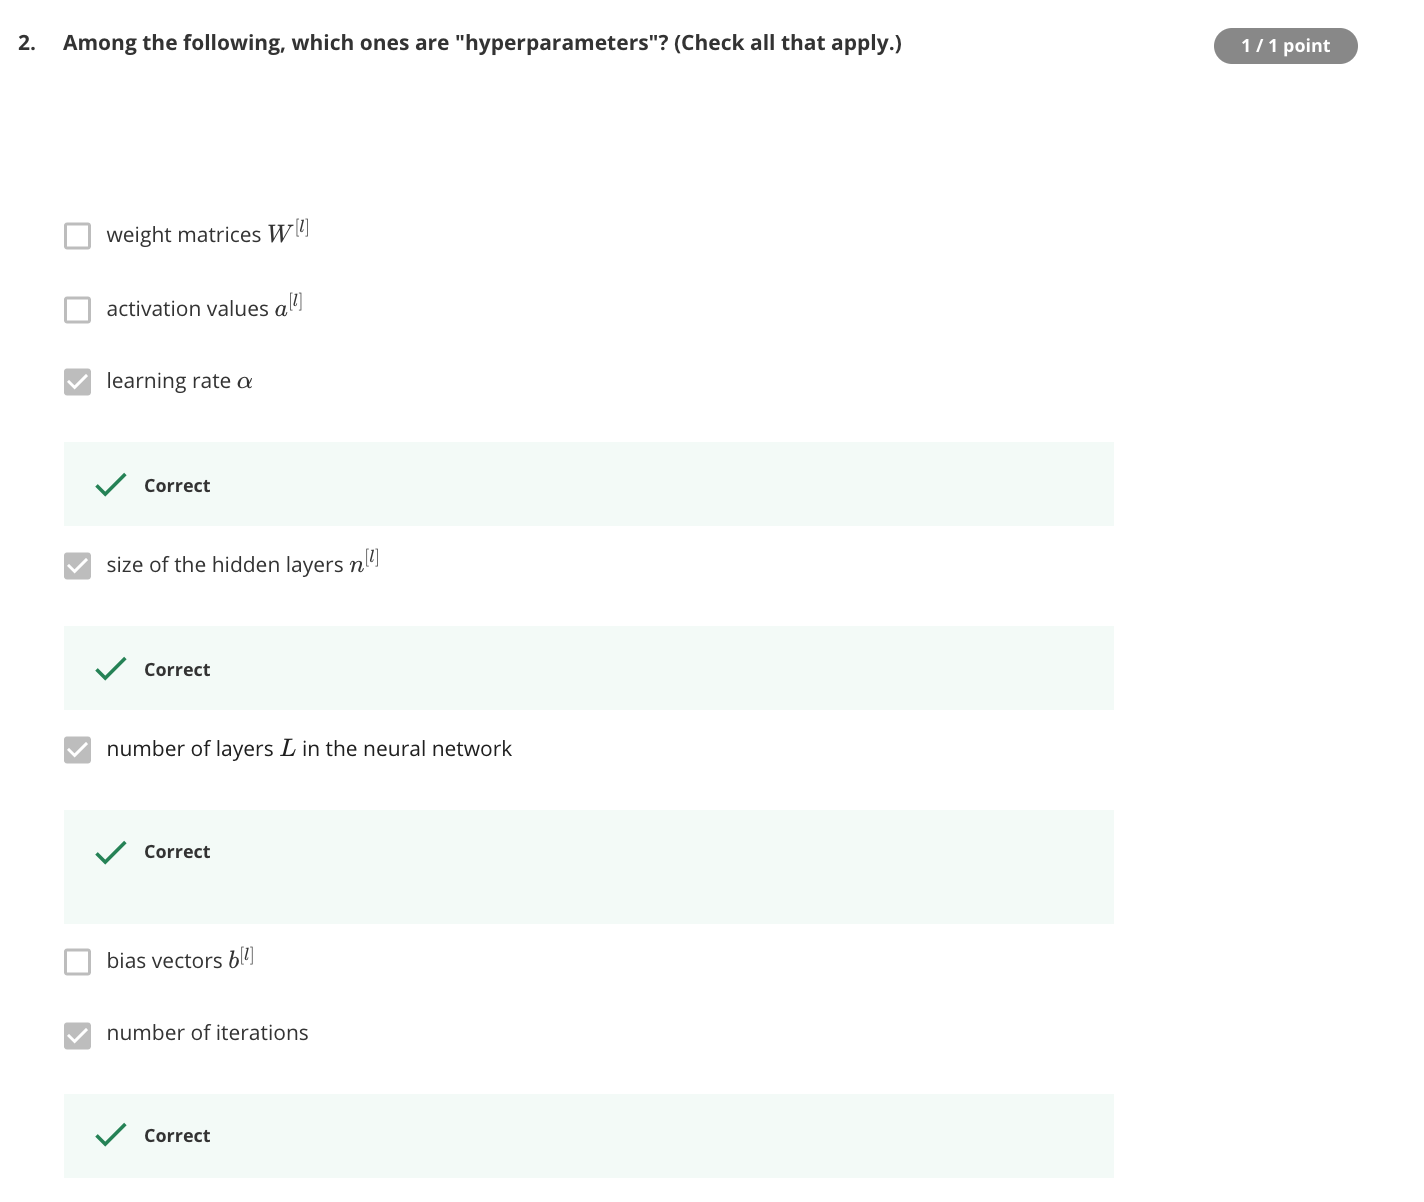 2. Among the following, which ones are "hyperparameters"? (Check all that apply.)
1 / 1 point
weight matrices W^[l]
activation values a^[l]
learning rate α
Correct
size of the hidden layers n^[l]
Correct
number of layers L in the neural network
Correct
bias vectors b^[l]
number of iterations
Correct